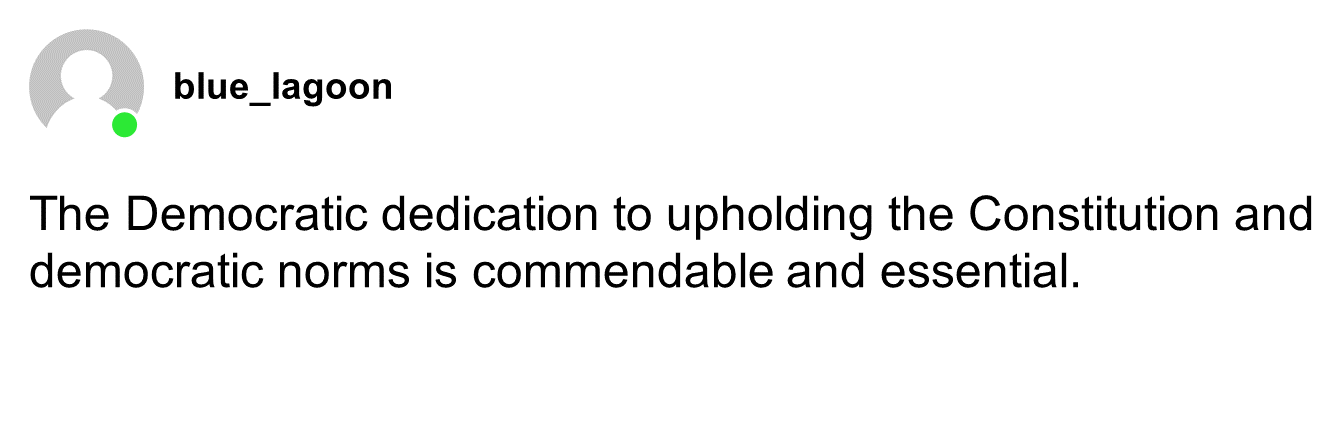 blue_lagoon
The Democratic dedication to upholding the Constitution and
democratic norms is commendable and essential.